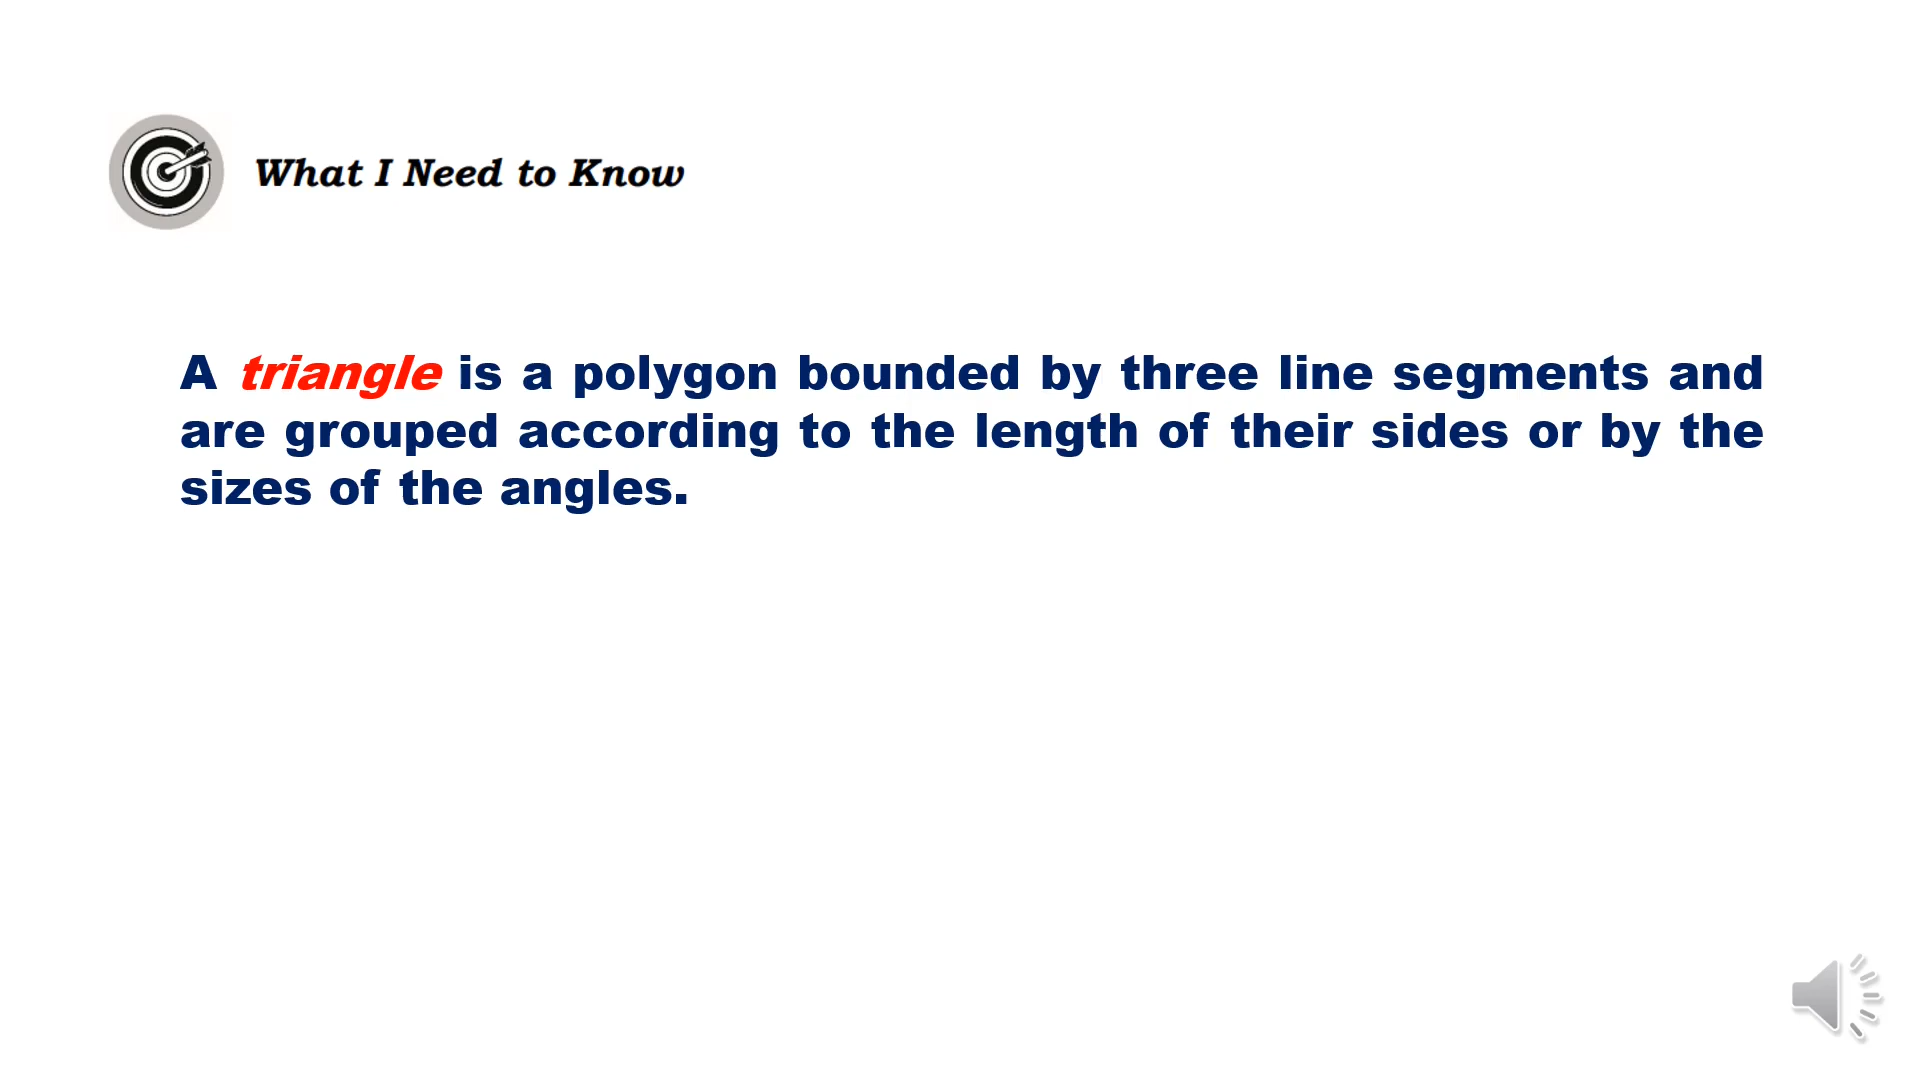 What I Need to Know
A triangle is a polygon bounded by three line segments and
are grouped according to the length of their sides or by the
sizes of the angles.